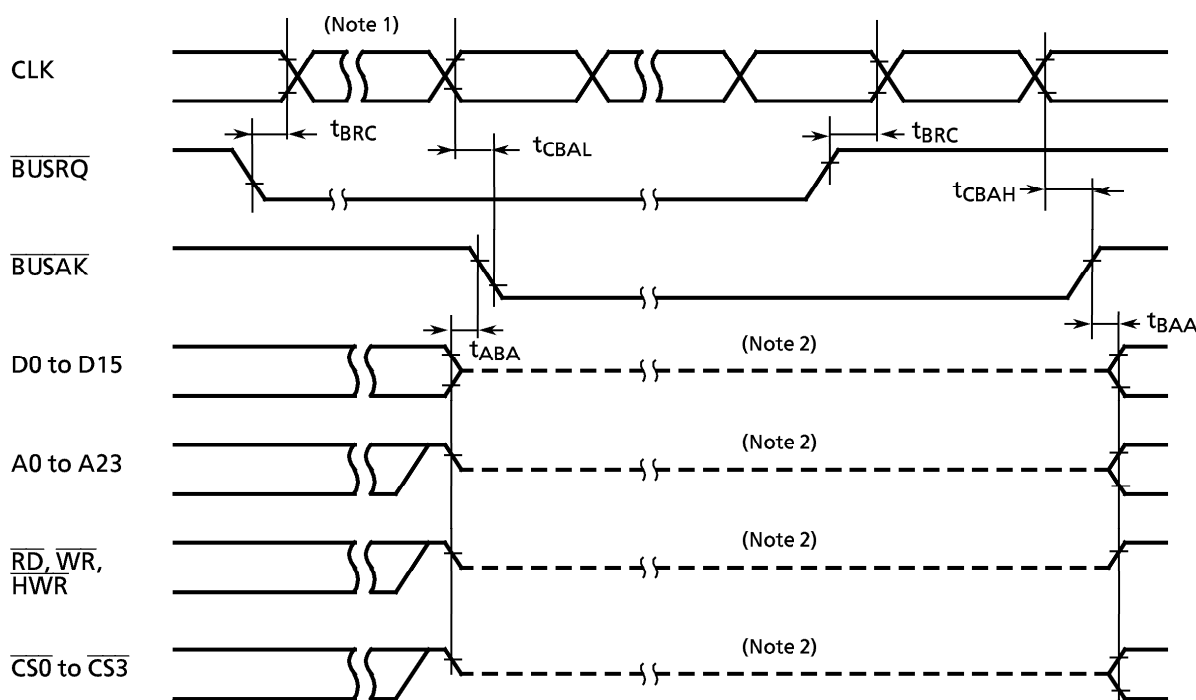 (Note 1)
CLK
tBRC
tBRC
tCBAL
BUSRQ
tCBAH
BUSAK
tBAA
tABA
(Note 2)
D0 to D15
(Note 2)
A0 to A23
(Note 2)
RD, WR,
HWR
(Note 2)
CS0 to CS3